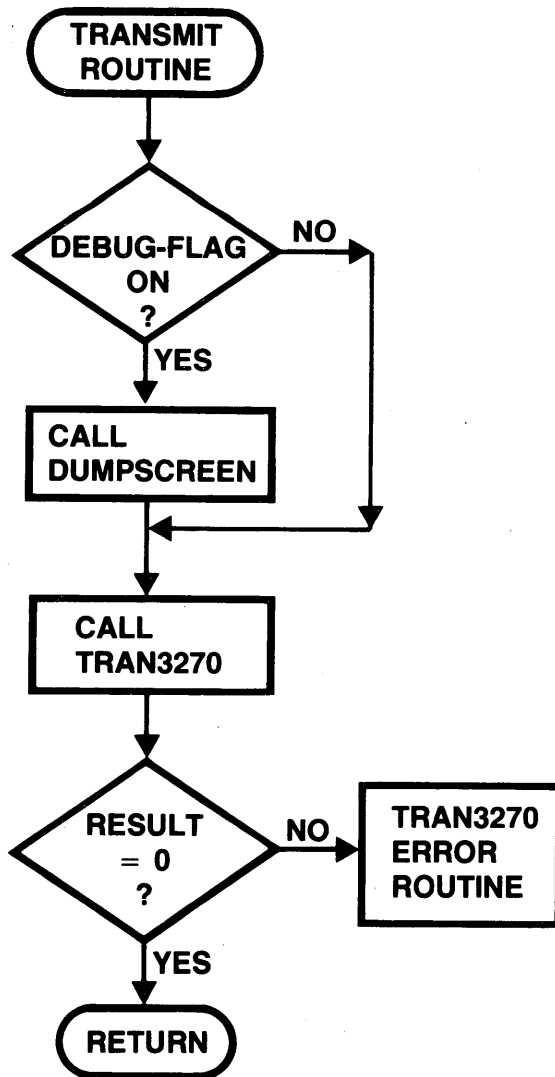 TRANSMIT
ROUTINE
DEBUG-FLAG
ON
?
NO
YES
CALL
DUMPSCREEN
CALL
TRAN3270
RESULT
= 0
?
NO
TRAN3270
ERROR
ROUTINE
YES
RETURN